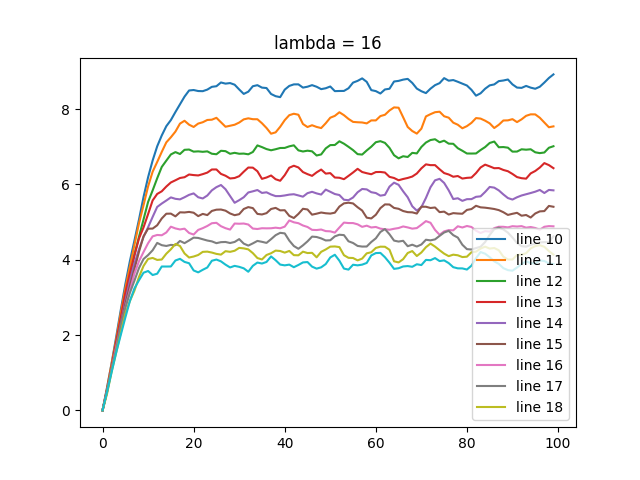 lambda = 16
8
6
4
2
0
0 20 40 60 80 100
line 10
line 11
line 12
line 13
line 14
line 15
line 16
line 17
line 18